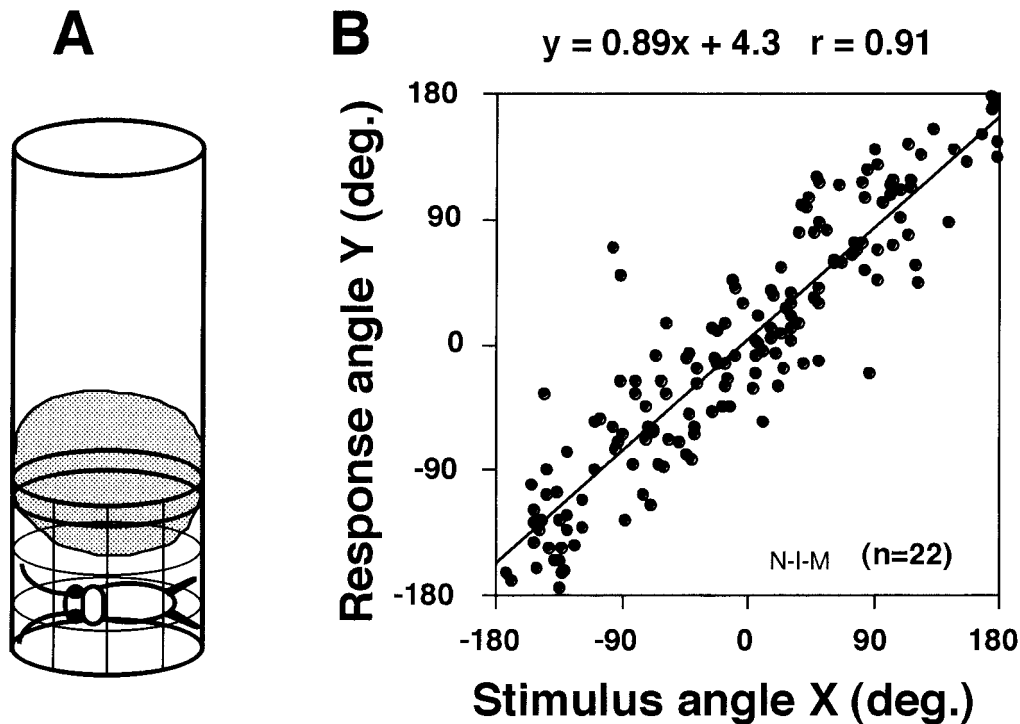 A
B
y = 0.89x + 4.3 r = 0.91
Response angle Y (deg.)
180
90
0
-90
-180
N-I-M (n=22)
-180 -90 0 90 180
Stimulus angle X (deg.)